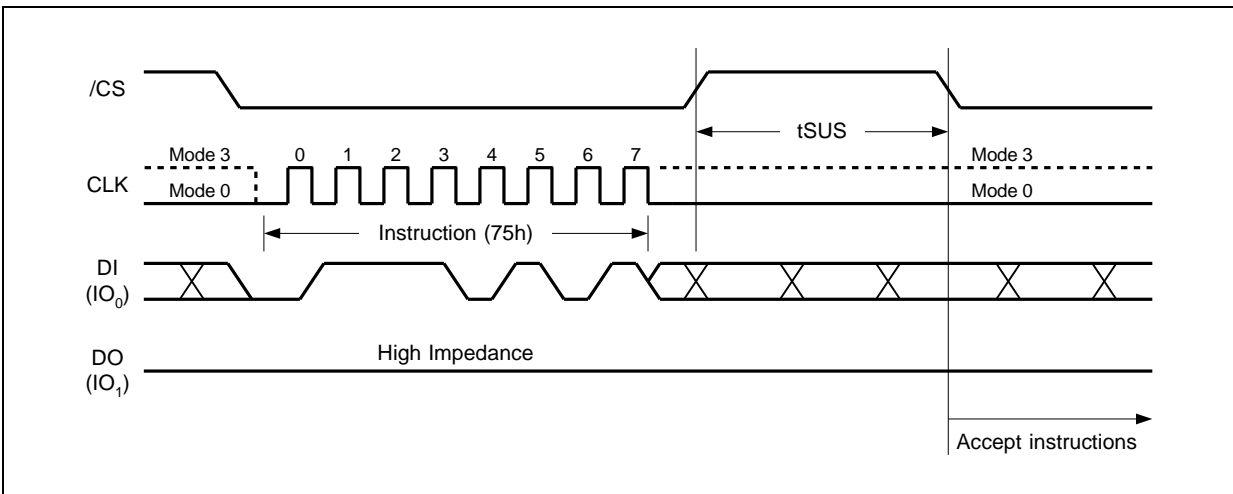 /CS
tSUS
Mode 3
0 1 2 3 4 5 6 7
Mode 3
CLK
Mode 0
Mode 0
Instruction (75h)
DI
(IO0)
High Impedance
DO
(IO1)
Accept instructions